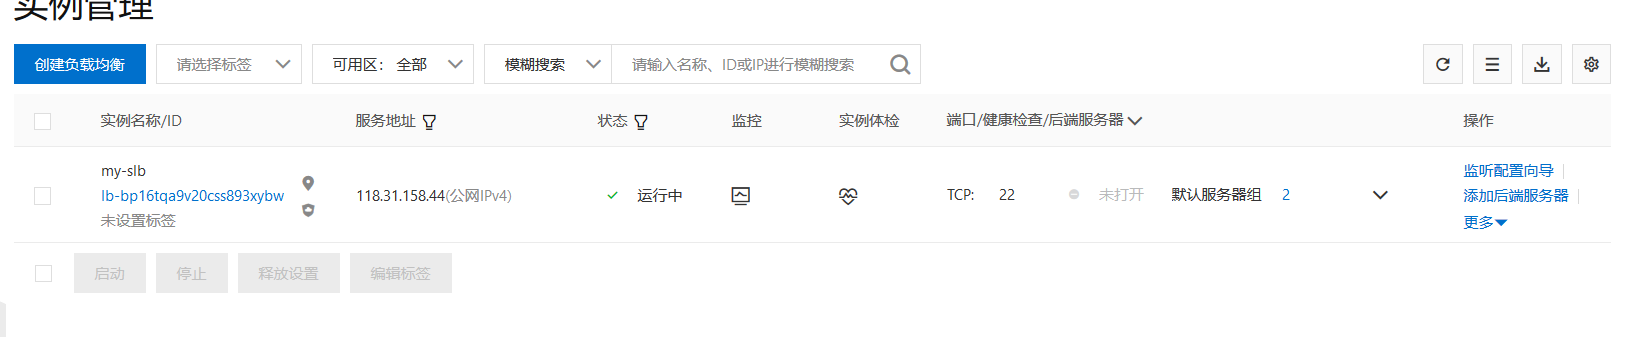 实例管理
创建负载均衡 请选择标签 可用区： 全部 模糊搜索 请输入名称、ID或IP进行模糊搜索
实例名称/ID 服务地址 状态 监控 实例体检 端口/健康检查/后端服务器 操作
my-slb
lb-bp16tqa9v20css893xybw
未设置标签
118.31.158.44(公网IPv4) 运行中 TCP: 22 未打开 默认服务器组 2
监听配置向导
添加后端服务器
更多
启动 停止 释放设置 编辑标签